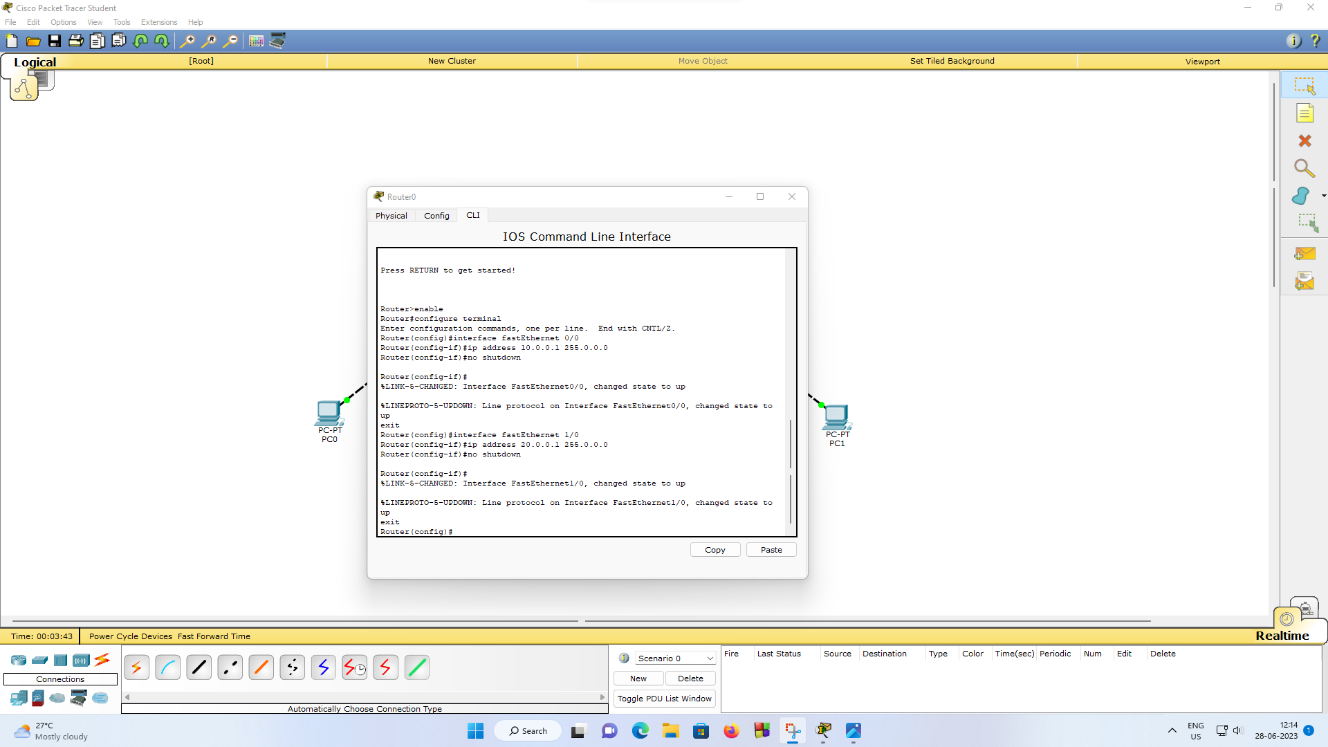 Cisco Packet Tracer Student
File Edit Options View Tools Extensions Help
Logical [Root] New Cluster Move Object Set Tiled Background Viewport
Router0
Physical Config CLI
IOS Command Line Interface
Press RETURN to get started!
Router>enable
Router#configure terminal
Enter configuration commands, one per line. End with CNTL/Z.
Router(config)#interface fastEthernet 0/0
Router(config-if)#ip address 10.0.0.1 255.0.0.0
Router(config-if)#no shutdown
Router(config-if)#
%LINK-5-CHANGED: Interface FastEthernet0/0, changed state to up
%LINEPROTO-5-UPDOWN: Line protocol on Interface FastEthernet0/0, changed state to
up
exit
Router(config)#interface fastEthernet 1/0
Router(config-if)#ip address 20.0.0.1 255.0.0.0
Router(config-if)#no shutdown
Router(config-if)#
%LINK-5-CHANGED: Interface FastEthernet1/0, changed state to up
%LINEPROTO-5-UPDOWN: Line protocol on Interface FastEthernet1/0, changed state to
up
exit
Router(config)#
Copy Paste
PC-PT
PC0
PC-PT
PC1
Time: 00:03:43 Power Cycle Devices Fast Forward Time
Realtime
Connections
Automatically Choose Connection Type
Scenario 0
New Delete
Toggle PDU List Window
Fire Last Status Source Destination Type Color Time(sec) Periodic Num Edit Delete
27°C
Mostly cloudy
Search
ENG
US
12:14
28-06-2023
1